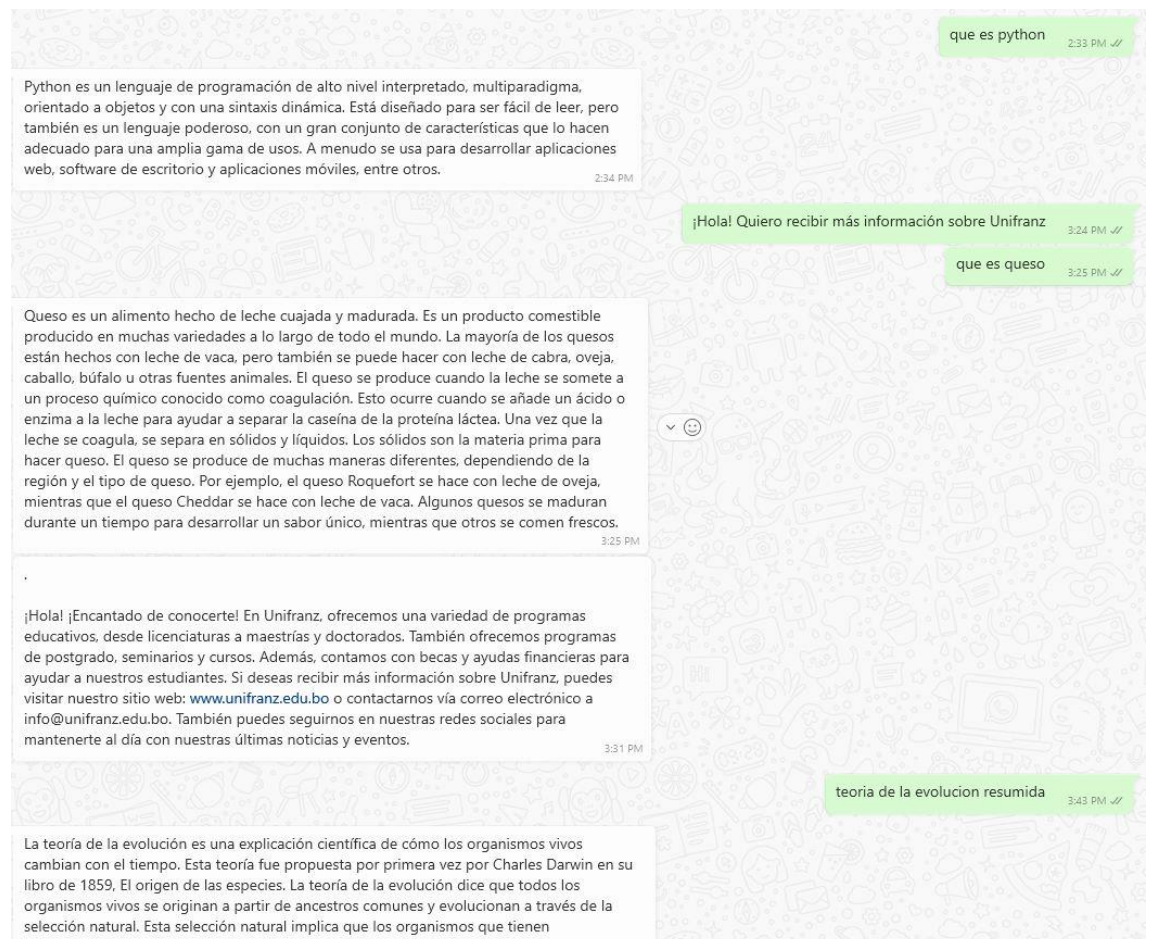 que es python
2:33 PM
Python es un lenguaje de programación de alto nivel interpretado, multiparadigma,
orientado a objetos y con una sintaxis dinámica. Está diseñado para ser fácil de leer, pero
también es un lenguaje poderoso, con un gran conjunto de características que lo hacen
adecuado para una amplia gama de usos. A menudo se usa para desarrollar aplicaciones
web, software de escritorio y aplicaciones móviles, entre otros.
2:34 PM
¡Hola! Quiero recibir más información sobre Unifranz
3:24 PM
que es queso
3:25 PM
Queso es un alimento hecho de leche cuajada y madurada. Es un producto comestible
producido en muchas variedades a lo largo de todo el mundo. La mayoría de los quesos
están hechos con leche de vaca, pero también se puede hacer con leche de cabra, oveja,
caballo, búfalo u otras fuentes animales. El queso se produce cuando la leche se somete a
un proceso químico conocido como coagulación. Esto ocurre cuando se añade un ácido o
enzima a la leche para ayudar a separar la caseína de la proteína láctea. Una vez que la
leche se coagula, se separa en sólidos y líquidos. Los sólidos son la materia prima para
hacer queso. El queso se produce de muchas maneras diferentes, dependiendo de la
región y el tipo de queso. Por ejemplo, el queso Roquefort se hace con leche de oveja,
mientras que el queso Cheddar se hace con leche de vaca. Algunos quesos se maduran
durante un tiempo para desarrollar un sabor único, mientras que otros se comen frescos.
3:25 PM
.
¡Hola! ¡Encantado de conocerte! En Unifranz, ofrecemos una variedad de programas
educativos, desde licenciaturas a maestrías y doctorados. También ofrecemos programas
de postgrado, seminarios y cursos. Además, contamos con becas y ayudas financieras para
ayudar a nuestros estudiantes. Si deseas recibir más información sobre Unifranz, puedes
visitar nuestro sitio web: www.unifranz.edu.bo o contactarnos vía correo electrónico a
info@unifranz.edu.bo. También puedes seguirnos en nuestras redes sociales para
mantenerte al día con nuestras últimas noticias y eventos.
3:31 PM
teoria de la evolucion resumida
3:43 PM
La teoría de la evolución es una explicación científica de cómo los organismos vivos
cambian con el tiempo. Esta teoría fue propuesta por primera vez por Charles Darwin en su
libro de 1859, El origen de las especies. La teoría de la evolución dice que todos los
organismos vivos se originan a partir de ancestros comunes y evolucionan a través de la
selección natural. Esta selección natural implica que los organismos que tienen